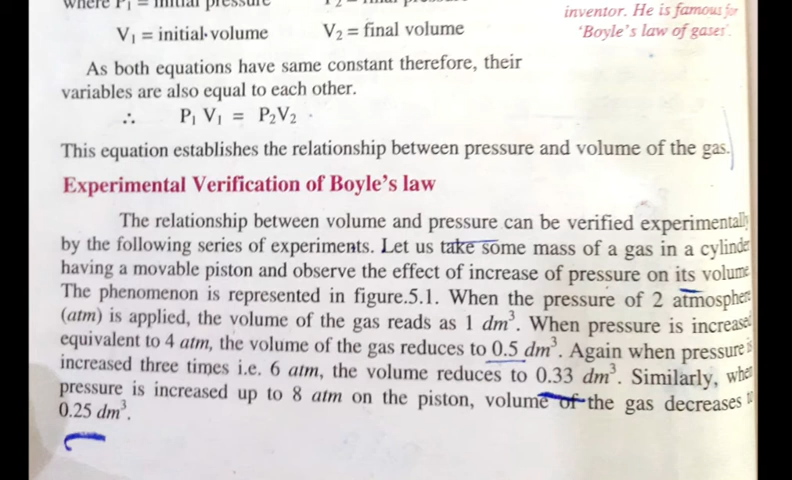 where P₁ = initial pressure
inventor. He is famous for
V₁ = initial volume V₂ = final volume
'Boyle's law of gases'.
As both equations have same constant therefore, their
variables are also equal to each other.
∴ P₁ V₁ = P₂V₂
This equation establishes the relationship between pressure and volume of the gas.
Experimental Verification of Boyle's law
The relationship between volume and pressure can be verified experimentally
by the following series of experiments. Let us take some mass of a gas in a cylinder
having a movable piston and observe the effect of increase of pressure on its volume
The phenomenon is represented in figure.5.1. When the pressure of 2 atmosphere
(atm) is applied, the volume of the gas reads as 1 dm³. When pressure is increased
equivalent to 4 atm, the volume of the gas reduces to 0.5 dm³. Again when pressure is
increased three times i.e. 6 atm, the volume reduces to 0.33 dm³. Similarly, when
pressure is increased up to 8 atm on the piston, volume of the gas decreases to
0.25 dm³.